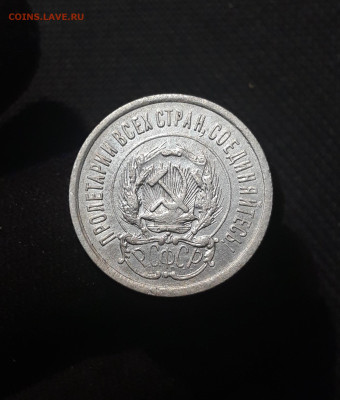 COINS.LAVE.RU
ПРОЛЕТАРИИ ВСЕХ СТРАН, СОЕДИНЯЙТЕСЬ!
РСФСР